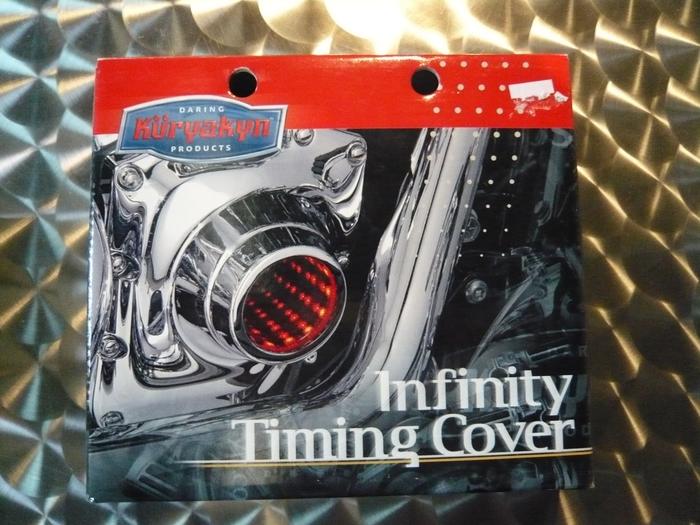 DARING
Küryakyn
PRODUCTS
Infinity
Timing Cover